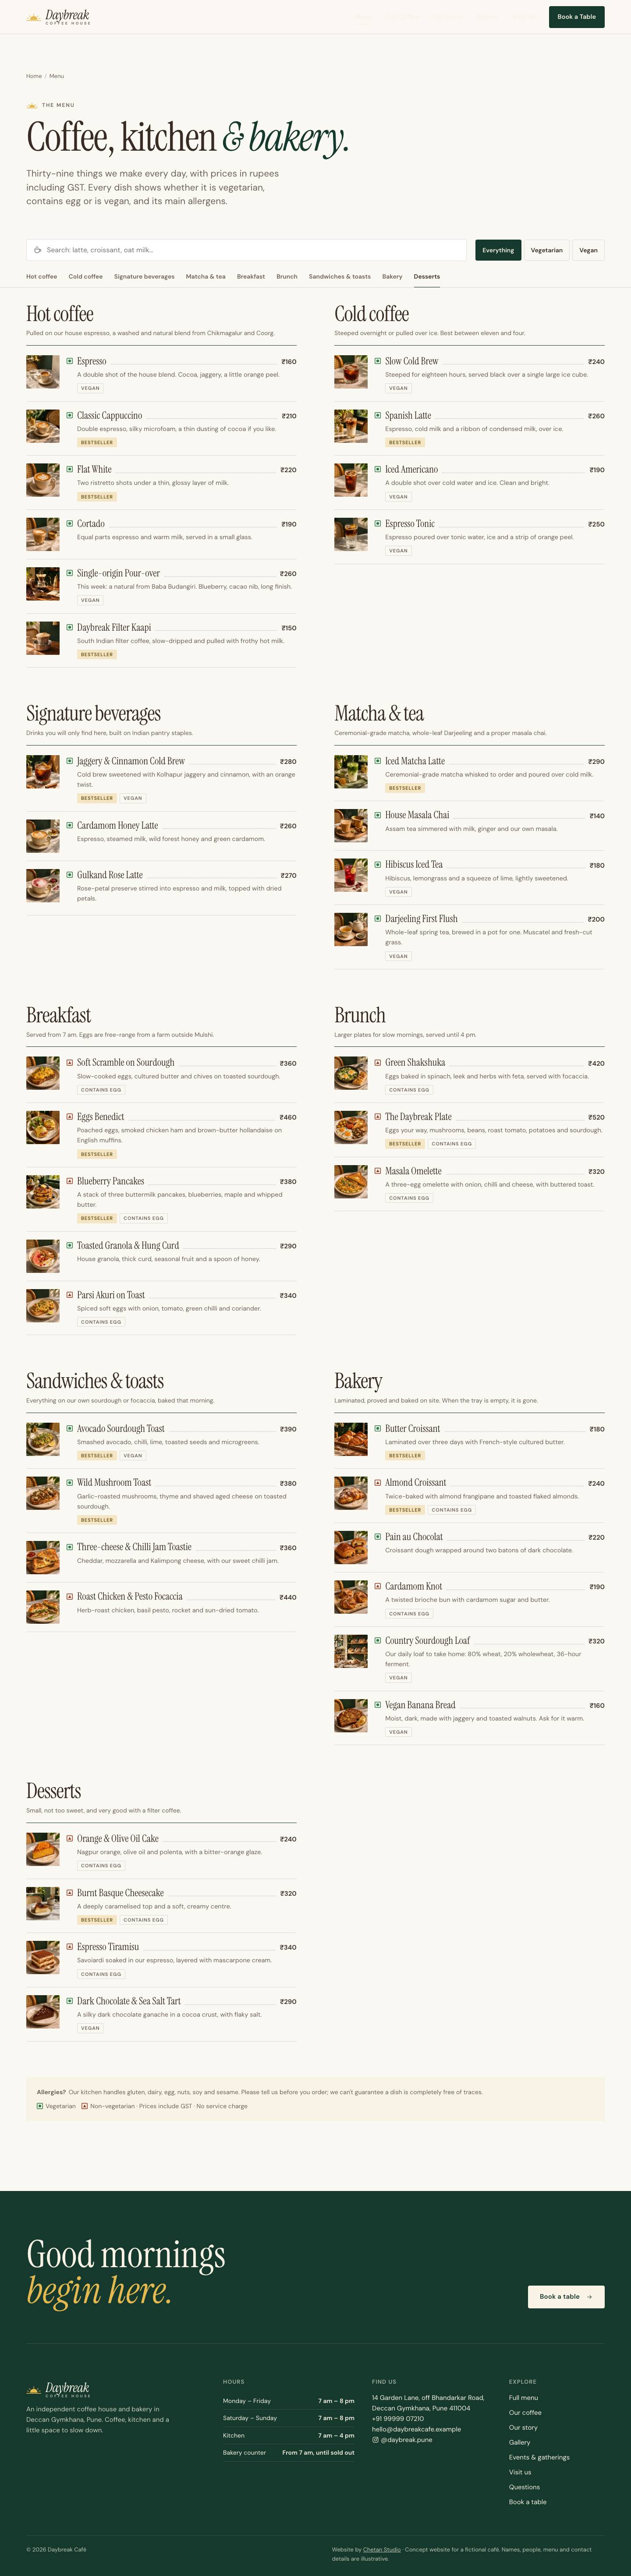 Daybreak
COFFEE HOUSE
Book a Table
Home / Menu
THE MENU
Coffee, kitchen & bakery.
Thirty-nine things we make every day, with prices in rupees
including GST. Every dish shows whether it is vegetarian,
contains egg or is vegan, and its main allergens.
Search: latte, croissant, oat milk...
Everything
Vegetarian
Vegan
Hot coffee Cold coffee Signature beverages Matcha & tea Breakfast Brunch Sandwiches & toasts Bakery Desserts
Hot coffee
Pulled on our house espresso, a washed and natural blend from Chikmagalur and Coorg.
Espresso ₹160
A double shot of the house blend. Cocoa, jaggery, a little orange peel.
VEGAN
Classic Cappuccino ₹210
Double espresso, silky microfoam, a thin dusting of cocoa if you like.
BESTSELLER
Flat White ₹220
Two ristretto shots under a thin, glossy layer of milk.
BESTSELLER
Cortado ₹190
Equal parts espresso and warm milk, served in a small glass.
Single-origin Pour-over ₹260
This week: a natural from Baba Budangiri. Blueberry, cacao nib, long finish.
VEGAN
Daybreak Filter Kaapi ₹150
South Indian filter coffee, slow-dripped and pulled with frothy hot milk.
BESTSELLER
Cold coffee
Steeped overnight or pulled over ice. Best between eleven and four.
Slow Cold Brew ₹240
Steeped for eighteen hours, served black over a single large ice cube.
VEGAN
Spanish Latte ₹260
Espresso, cold milk and a ribbon of condensed milk, over ice.
BESTSELLER
Iced Americano ₹190
A double shot over cold water and ice. Clean and bright.
VEGAN
Espresso Tonic ₹250
Espresso poured over tonic water, ice and a strip of orange peel.
VEGAN
Signature beverages
Drinks you will only find here, built on Indian pantry staples.
Jaggery & Cinnamon Cold Brew ₹280
Cold brew sweetened with Kolhapur jaggery and cinnamon, with an orange
twist.
BESTSELLER VEGAN
Cardamom Honey Latte ₹260
Espresso, steamed milk, wild forest honey and green cardamom.
Gulkand Rose Latte ₹270
Rose-petal preserve stirred into espresso and milk, topped with dried
petals.
Matcha & tea
Ceremonial-grade matcha, whole-leaf Darjeeling and a proper masala chai.
Iced Matcha Latte ₹290
Ceremonial-grade matcha whisked to order and poured over cold milk.
BESTSELLER
House Masala Chai ₹140
Assam tea simmered with milk, ginger and our own masala.
Hibiscus Iced Tea ₹180
Hibiscus, lemongrass and a squeeze of lime, lightly sweetened.
VEGAN
Darjeeling First Flush ₹200
Whole-leaf spring tea, brewed in a pot for one. Muscatel and fresh-cut
grass.
VEGAN
Breakfast
Served from 7 am. Eggs are free-range from a farm outside Mulshi.
Soft Scramble on Sourdough ₹360
Slow-cooked eggs, cultured butter and chives on toasted sourdough.
CONTAINS EGG
Eggs Benedict ₹460
Poached eggs, smoked chicken ham and brown-butter hollandaise on
English muffins.
BESTSELLER
Blueberry Pancakes ₹380
A stack of three buttermilk pancakes, blueberries, maple and whipped
butter.
BESTSELLER CONTAINS EGG
Toasted Granola & Hung Curd ₹290
House granola, thick curd, seasonal fruit and a spoon of honey.
Parsi Akuri on Toast ₹340
Spiced soft eggs with onion, tomato, green chilli and coriander.
CONTAINS EGG
Brunch
Larger plates for slow mornings, served until 4 pm.
Green Shakshuka ₹420
Eggs baked in spinach, leek and herbs with feta, served with focaccia.
CONTAINS EGG
The Daybreak Plate ₹520
Eggs your way, mushrooms, beans, roast tomato, potatoes and sourdough.
BESTSELLER CONTAINS EGG
Masala Omelette ₹320
A three-egg omelette with onion, chilli and cheese, with buttered toast.
CONTAINS EGG
Sandwiches & toasts
Everything on our own sourdough or focaccia, baked that morning.
Avocado Sourdough Toast ₹390
Smashed avocado, chilli, lime, toasted seeds and microgreens.
BESTSELLER VEGAN
Wild Mushroom Toast ₹380
Garlic-roasted mushrooms, thyme and shaved aged cheese on toasted
sourdough.
BESTSELLER
Three-cheese & Chilli Jam Toastie ₹360
Cheddar, mozzarella and Kalimpong cheese, with our sweet chilli jam.
Roast Chicken & Pesto Focaccia ₹440
Herb-roast chicken, basil pesto, rocket and sun-dried tomato.
Bakery
Laminated, proved and baked on site. When the tray is empty, it is gone.
Butter Croissant ₹180
Laminated over three days with French-style cultured butter.
BESTSELLER
Almond Croissant ₹240
Twice-baked with almond frangipane and toasted flaked almonds.
BESTSELLER CONTAINS EGG
Pain au Chocolat ₹220
Croissant dough wrapped around two batons of dark chocolate.
Cardamom Knot ₹190
A twisted brioche bun with cardamom sugar and butter.
CONTAINS EGG
Country Sourdough Loaf ₹320
Our daily loaf to take home: 80% wheat, 20% wholewheat, 36-hour
ferment.
VEGAN
Vegan Banana Bread ₹160
Moist, dark, made with jaggery and toasted walnuts. Ask for it warm.
VEGAN
Desserts
Small, not too sweet, and very good with a filter coffee.
Orange & Olive Oil Cake ₹240
Nagpur orange, olive oil and polenta, with a bitter-orange glaze.
CONTAINS EGG
Burnt Basque Cheesecake ₹320
A deeply caramelised top and a soft, creamy centre.
BESTSELLER CONTAINS EGG
Espresso Tiramisu ₹340
Savoiardi soaked in our espresso, layered with mascarpone cream.
CONTAINS EGG
Dark Chocolate & Sea Salt Tart ₹290
A silky dark chocolate ganache in a cocoa crust, with flaky salt.
VEGAN
Allergies? Our kitchen handles gluten, dairy, egg, nuts, soy and sesame. Please tell us before you order; we can't guarantee a dish is completely free of traces.
Vegetarian Non-vegetarian · Prices include GST · No service charge
Good mornings
begin here.
Book a table →
Daybreak
COFFEE HOUSE
An independent coffee house and bakery in
Deccan Gymkhana, Pune. Coffee, kitchen and a
little space to slow down.
HOURS
Monday – Friday 7 am – 8 pm
Saturday – Sunday 7 am – 8 pm
Kitchen 7 am – 4 pm
Bakery counter From 7 am, until sold out
FIND US
14 Garden Lane, off Bhandarkar Road,
Deccan Gymkhana, Pune 411004
+91 99999 07210
hello@daybreakcafe.example
@daybreak.pune
EXPLORE
Full menu
Our coffee
Our story
Gallery
Events & gatherings
Visit us
Questions
Book a table
© 2026 Daybreak Café
Website by Chetan Studio · Concept website for a fictional café. Names, people, menu and contact
details are illustrative.